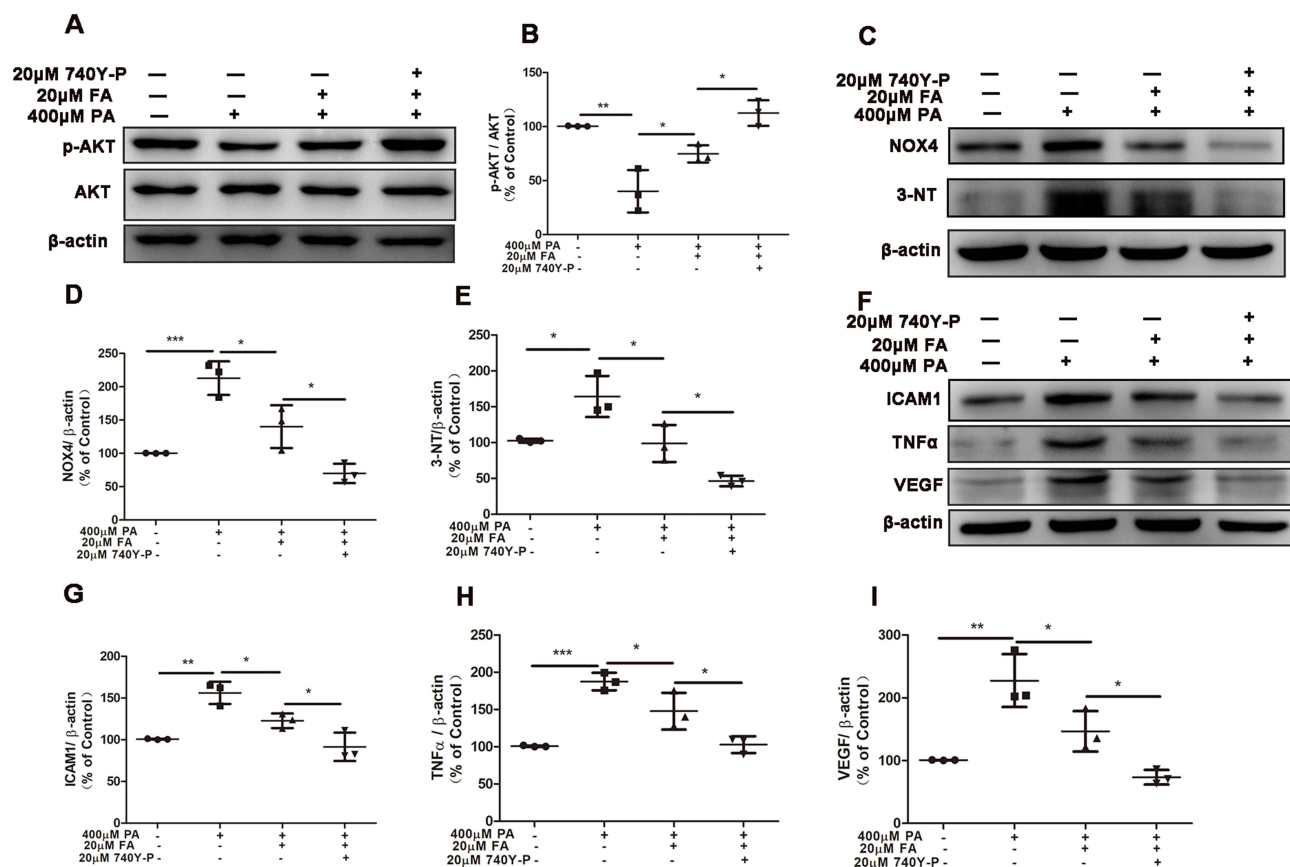 A
20μM 740Y-P — — — +
20μM FA — — + +
400μM PA — + + +
p-AKT
AKT
β-actin
B
p-AKT / AKT
(% of Control)
150
100
50
0
** * *
400μM PA - + + +
20μM FA - - + +
20μM 740Y-P - - - +
C
20μM 740Y-P — — — +
20μM FA — — + +
400μM PA — + + +
NOX4
3-NT
β-actin
D
NOX4/ β-actin
(% of Control)
250
200
150
100
50
0
*** * *
400μM PA - + + +
20μM FA - - + +
20μM 740Y-P - - - +
E
3-NT/β-actin
(% of Control)
250
200
150
100
50
0
* * *
400μM PA - + + +
20μM FA - - + +
20μM 740Y-P - - - +
F
20μM 740Y-P — — — +
20μM FA — — + +
400μM PA — + + +
ICAM1
TNFα
VEGF
β-actin
G
ICAM1/ β-actin
(% of Control)
200
150
100
50
0
** * *
400μM PA - + + +
20μM FA - - + +
20μM 740Y-P - - - +
H
TNFα / β-actin
(% of Control)
250
200
150
100
50
0
*** * *
400μM PA - + + +
20μM FA - - + +
20μM 740Y-P - - - +
I
VEGF/ β-actin
(% of Control)
300
200
100
0
** * *
400μM PA - + + +
20μM FA - - + +
20μM 740Y-P - - - +